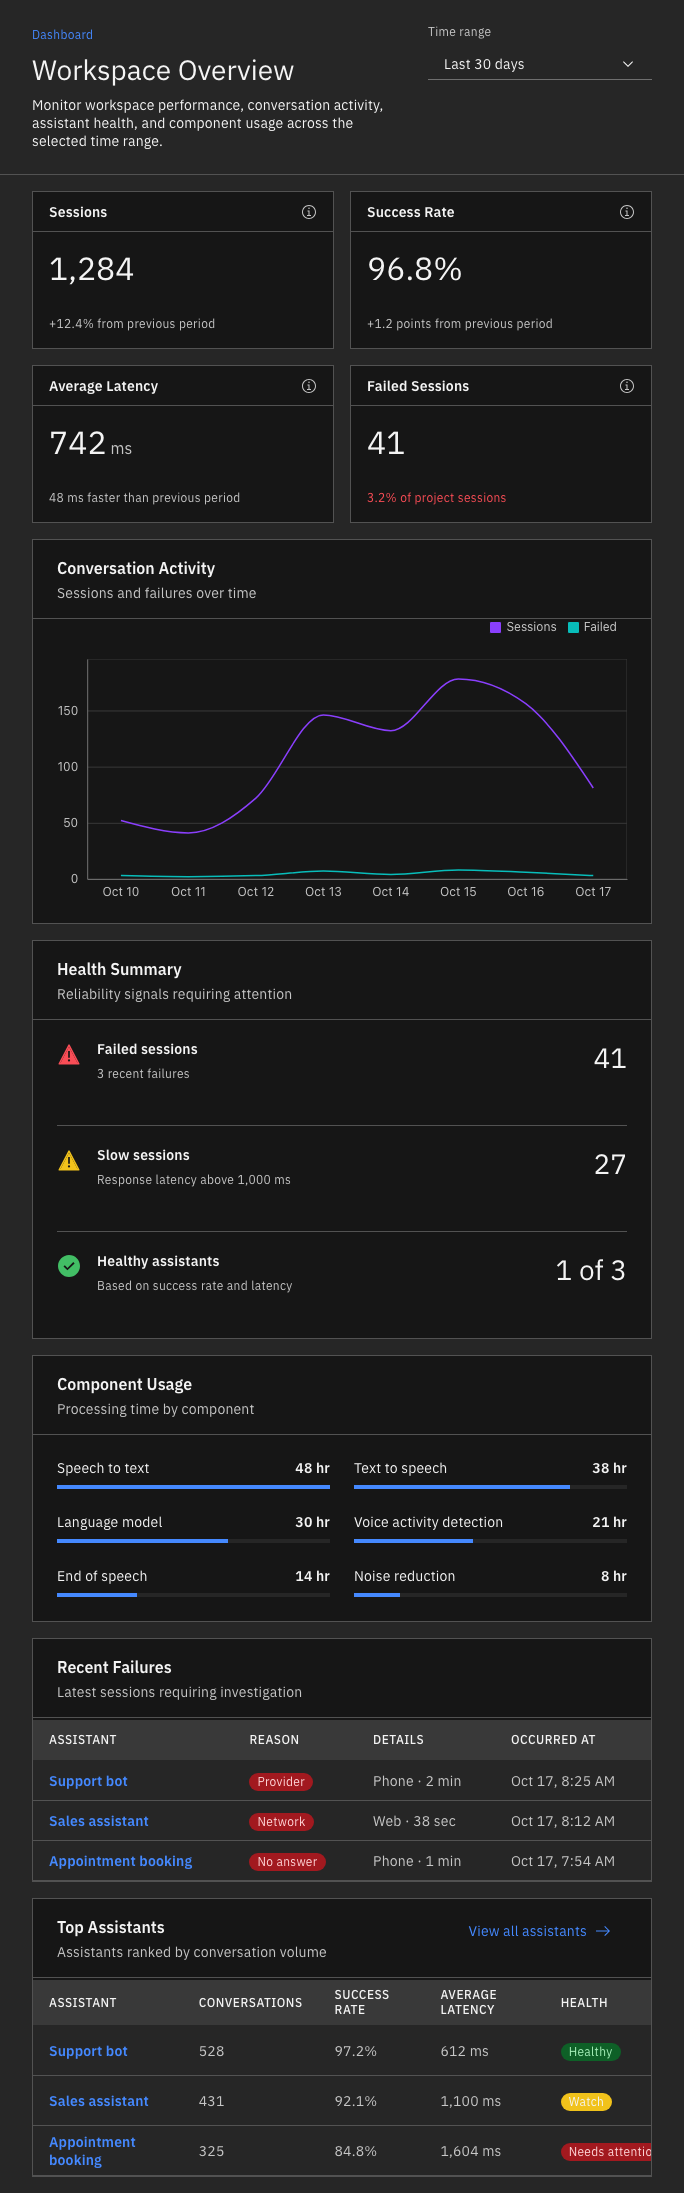 Dashboard
Time range
Workspace Overview
Last 30 days
Monitor workspace performance, conversation activity,
assistant health, and component usage across the
selected time range.
Sessions
Success Rate
1,284
96.8%
+12.4% from previous period
+1.2 points from previous period
Average Latency
Failed Sessions
742 ms
41
48 ms faster than previous period
3.2% of project sessions
Conversation Activity
Sessions and failures over time
Sessions Failed
150
100
50
0
Oct 10 Oct 11 Oct 12 Oct 13 Oct 14 Oct 15 Oct 16 Oct 17
Health Summary
Reliability signals requiring attention
Failed sessions
3 recent failures
41
Slow sessions
Response latency above 1,000 ms
27
Healthy assistants
Based on success rate and latency
1 of 3
Component Usage
Processing time by component
Speech to text 48 hr
Text to speech 38 hr
Language model 30 hr
Voice activity detection 21 hr
End of speech 14 hr
Noise reduction 8 hr
Recent Failures
Latest sessions requiring investigation
ASSISTANT REASON DETAILS OCCURRED AT
Support bot Provider Phone · 2 min Oct 17, 8:25 AM
Sales assistant Network Web · 38 sec Oct 17, 8:12 AM
Appointment booking No answer Phone · 1 min Oct 17, 7:54 AM
Top Assistants
Assistants ranked by conversation volume
View all assistants →
ASSISTANT CONVERSATIONS SUCCESS RATE AVERAGE LATENCY HEALTH
Support bot 528 97.2% 612 ms Healthy
Sales assistant 431 92.1% 1,100 ms Watch
Appointment booking 325 84.8% 1,604 ms Needs attentio